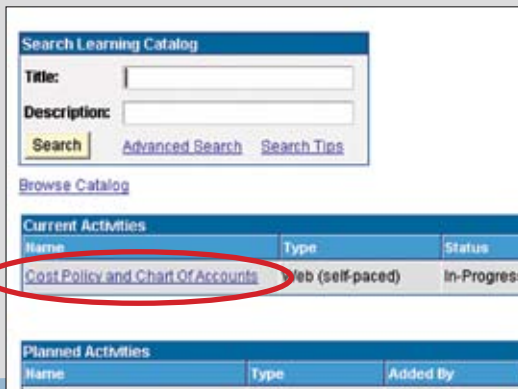 Search Learning Catalog
Title:
Description:
Search Advanced Search Search Tips
Browse Catalog
Current Activities
Name Type Status
Cost Policy and Chart Of Accounts Web (self-paced) In-Progress
Planned Activities
Name Type Added By